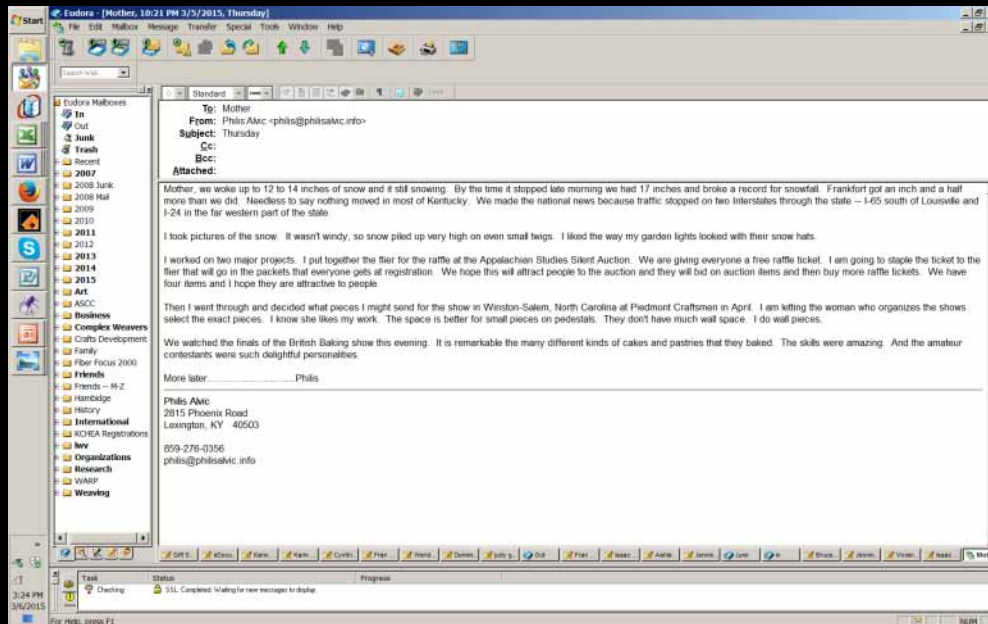 Start
Eudora - [Mother, 10:21 PM 3/5/2015, Thursday]
File Edit Mailbox Message Transfer Special Tools Window Help
Eudora Mailboxes
In
Out
Junk
Trash
Recent
2007
2008 Junk
2008 Mail
2009
2010
2011
2012
2013
2014
2015
Art
ASCC
Business
Complex Weavers
Crafts Development
Family
Fiber Focus 2000
Friends
Friends -- M-Z
Hambidge
History
International
KCHEA Registrations
Organizations
Research
WARP
Weaving
Standard
To: Mother
From: Philis Alvic <philis@philisalvic.info>
Subject: Thursday
Cc:
Bcc:
Attached:
Mother, we woke up to 12 to 14 inches of snow and it still snowing. By the time it stopped late morning we had 17 inches and broke a record for snowfall. Frankfort got an inch and a half
more than we did. Needless to say nothing moved in most of Kentucky. We made the national news because traffic stopped on two Interstates through the state -- I-65 south of Louisville and
I-24 in the far western part of the state.
I took pictures of the snow. It wasn't windy, so snow piled up very high on even small twigs. I liked the way my garden lights looked with their snow hats.
I worked on two major projects. I put together the flier for the raffle at the Appalachian Studies Silent Auction. We are giving everyone a free raffle ticket. I am going to staple the ticket to the
flier that will go in the packets that everyone gets at registration. We hope this will attract people to the auction and they will bid on auction items and then buy more raffle tickets. We have
four items and I hope they are attractive to people.
Then I went through and decided what pieces I might send for the show in Winston-Salem, North Carolina at Piedmont Craftsmen in April. I am letting the woman who organizes the shows
select the exact pieces. I know she likes my work. The space is better for small pieces on pedestals. They don't have much wall space. I do wall pieces.
We watched the finals of the British Baking show this evening. It is remarkable the many different kinds of cakes and pastries that they baked. The skills were amazing. And the amateur
contestants were such delightful personalities.
More later..............................Philis
Philis Alvic
2815 Phoenix Road
Lexington, KY 40503
859-276-0356
philis@philisalvic.info
Task Status Progress
Checking SSL: Completed. Waiting for new messages to display.
3:24 PM
3/6/2015
For Help, press F1
NUM